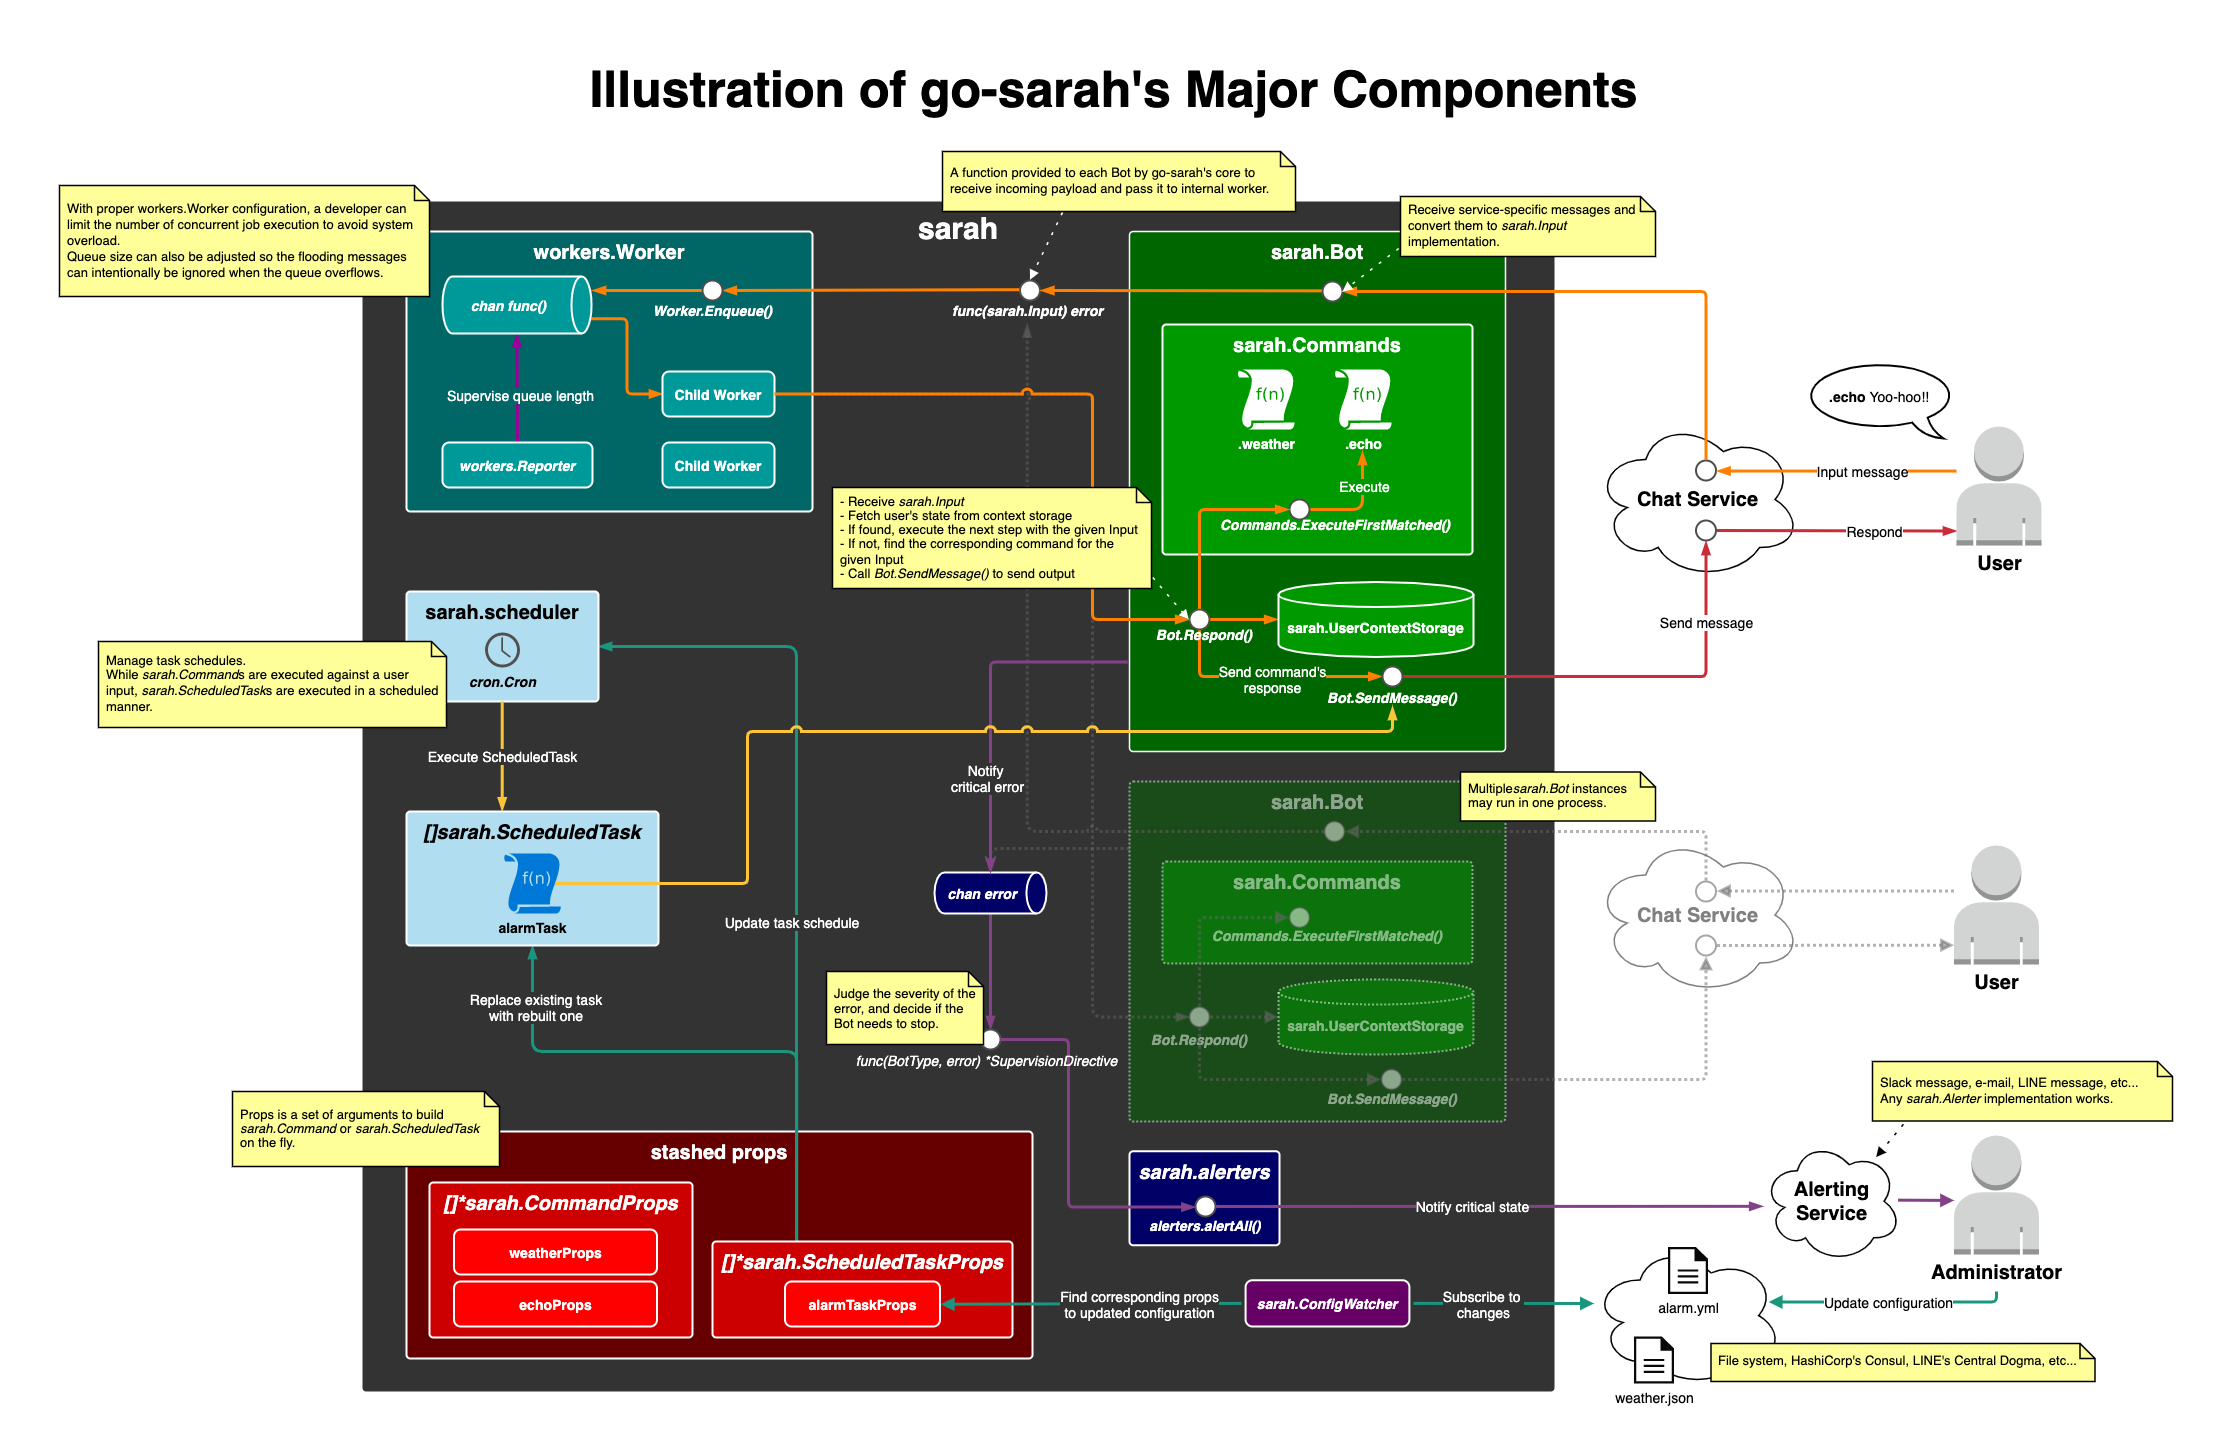 Illustration of go-sarah's Major Components
A function provided to each Bot by go-sarah's core to
receive incoming payload and pass it to internal worker.
With proper workers.Worker configuration, a developer can
limit the number of concurrent job execution to avoid system
overload.
Queue size can also be adjusted so the flooding messages
can intentionally be ignored when the queue overflows.
Receive service-specific messages and
convert them to sarah.Input
implementation.
sarah
workers.Worker
chan func()
Worker.Enqueue()
Supervise queue length
Child Worker
workers.Reporter
Child Worker
func(sarah.Input) error
sarah.Bot
sarah.Commands
f(n)
f(n)
.weather
.echo
Execute
Commands.ExecuteFirstMatched()
- Receive sarah.Input
- Fetch user's state from context storage
- If found, execute the next step with the given Input
- If not, find the corresponding command for the
given Input
- Call Bot.SendMessage() to send output
Bot.Respond()
sarah.UserContextStorage
Send command's
response
Bot.SendMessage()
.echo Yoo-hoo!!
Chat Service
Input message
Respond
User
Send message
sarah.scheduler
cron.Cron
Manage task schedules.
While sarah.Commands are executed against a user
input, sarah.ScheduledTasks are executed in a scheduled
manner.
Execute ScheduledTask
[]sarah.ScheduledTask
f(n)
alarmTask
Update task schedule
Replace existing task
with rebuilt one
Notify
critical error
chan error
Judge the severity of the
error, and decide if the
Bot needs to stop.
func(BotType, error) *SupervisionDirective
Multiple sarah.Bot instances
may run in one process.
sarah.Bot
sarah.Commands
Commands.ExecuteFirstMatched()
Bot.Respond()
sarah.UserContextStorage
Bot.SendMessage()
Chat Service
User
Props is a set of arguments to build
sarah.Command or sarah.ScheduledTask
on the fly.
stashed props
[]*sarah.CommandProps
weatherProps
echoProps
[]*sarah.ScheduledTaskProps
alarmTaskProps
sarah.alerters
alerters.alertAll()
Notify critical state
Slack message, e-mail, LINE message, etc...
Any sarah.Alerter implementation works.
Alerting
Service
Administrator
Find corresponding props
to updated configuration
sarah.ConfigWatcher
Subscribe to
changes
alarm.yml
Update configuration
File system, HashiCorp's Consul, LINE's Central Dogma, etc...
weather.json